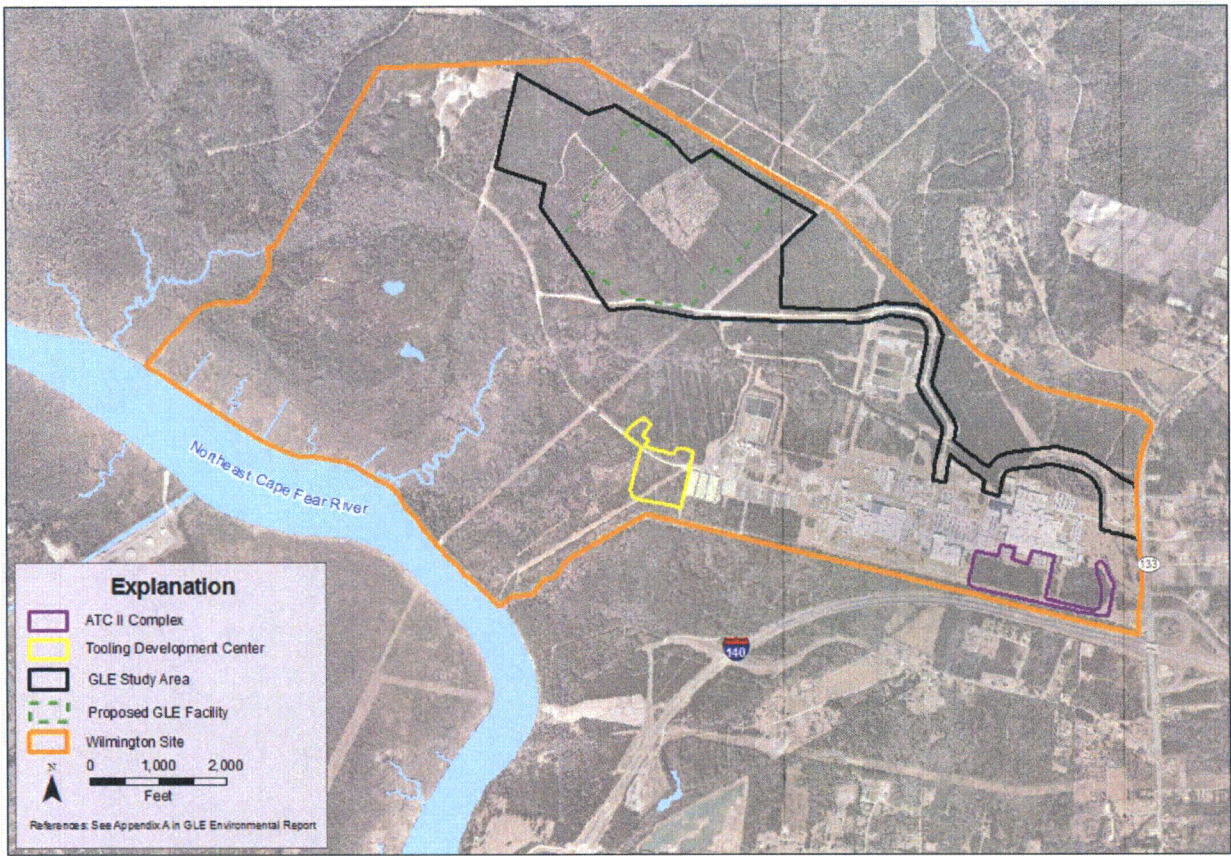 Northeast Cape Fear River
133
140
Explanation
ATC II Complex
Tooling Development Center
GLE Study Area
Proposed GLE Facility
Wilmington Site
N
0 1,000 2,000
Feet
References: See Appendix A in GLE Environmental Report